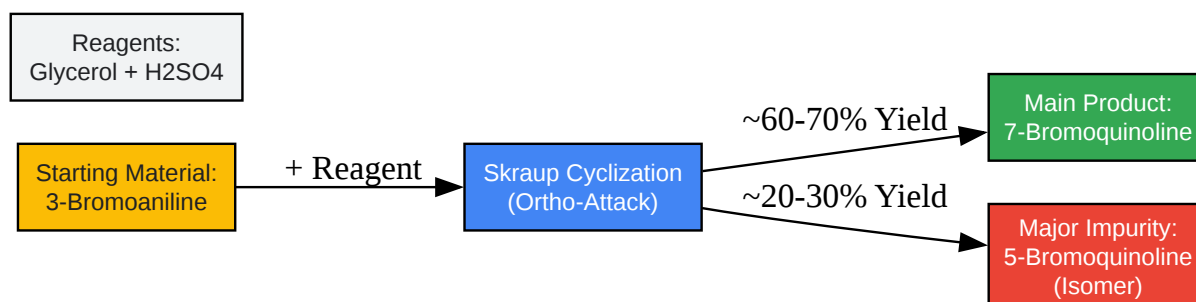 Reagents:
Glycerol + H2SO4
Starting Material:
3-Bromoaniline
+ Reagent
Skraup Cyclization
(Ortho-Attack)
~60-70% Yield
Main Product:
7-Bromoquinoline
~20-30% Yield
Major Impurity:
5-Bromoquinoline
(Isomer)